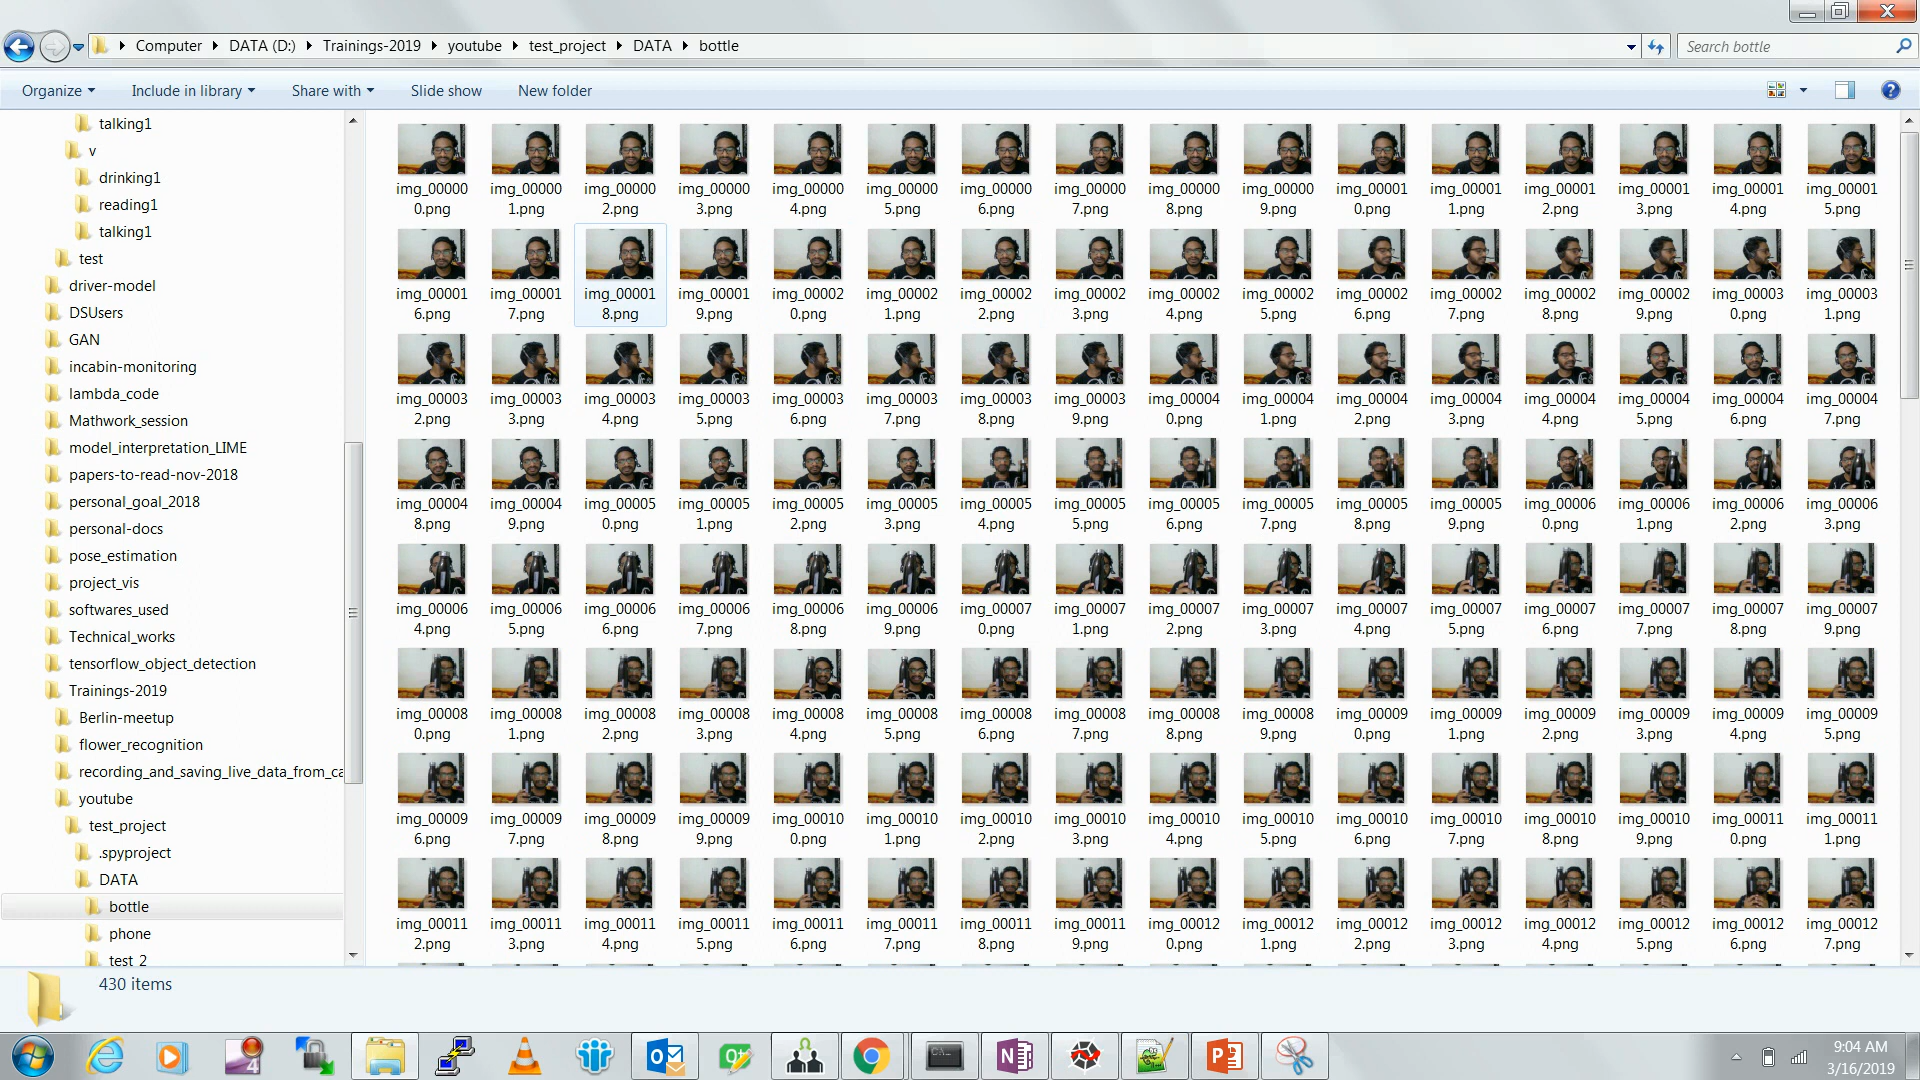 Computer DATA (D:) Trainings-2019 youtube test_project DATA bottle
Search bottle
Organize Include in library Share with Slide show New folder
talking1
v
drinking1
reading1
talking1
test
driver-model
DSUsers
GAN
incabin-monitoring
lambda_code
Mathwork_session
model_interpretation_LIME
papers-to-read-nov-2018
personal_goal_2018
personal-docs
pose_estimation
project_vis
softwares_used
Technical_works
tensorflow_object_detection
Trainings-2019
Berlin-meetup
flower_recognition
recording_and_saving_live_data_from_ca
youtube
test_project
.spyproject
DATA
bottle
phone
test 2
img_00000 img_00000 img_00000 img_00000 img_00000 img_00000 img_00000 img_00000 img_00000 img_00000 img_00001 img_00001 img_00001 img_00001 img_00001 img_00001
0.png 1.png 2.png 3.png 4.png 5.png 6.png 7.png 8.png 9.png 0.png 1.png 2.png 3.png 4.png 5.png
img_00001 img_00001 img_00001 img_00001 img_00002 img_00002 img_00002 img_00002 img_00002 img_00002 img_00002 img_00002 img_00002 img_00002 img_00003 img_00003
6.png 7.png 8.png 9.png 0.png 1.png 2.png 3.png 4.png 5.png 6.png 7.png 8.png 9.png 0.png 1.png
img_00003 img_00003 img_00003 img_00003 img_00003 img_00003 img_00003 img_00003 img_00004 img_00004 img_00004 img_00004 img_00004 img_00004 img_00004 img_00004
2.png 3.png 4.png 5.png 6.png 7.png 8.png 9.png 0.png 1.png 2.png 3.png 4.png 5.png 6.png 7.png
img_00004 img_00004 img_00005 img_00005 img_00005 img_00005 img_00005 img_00005 img_00005 img_00005 img_00005 img_00005 img_00006 img_00006 img_00006 img_00006
8.png 9.png 0.png 1.png 2.png 3.png 4.png 5.png 6.png 7.png 8.png 9.png 0.png 1.png 2.png 3.png
img_00006 img_00006 img_00006 img_00006 img_00006 img_00006 img_00007 img_00007 img_00007 img_00007 img_00007 img_00007 img_00007 img_00007 img_00007 img_00007
4.png 5.png 6.png 7.png 8.png 9.png 0.png 1.png 2.png 3.png 4.png 5.png 6.png 7.png 8.png 9.png
img_00008 img_00008 img_00008 img_00008 img_00008 img_00008 img_00008 img_00008 img_00008 img_00008 img_00009 img_00009 img_00009 img_00009 img_00009 img_00009
0.png 1.png 2.png 3.png 4.png 5.png 6.png 7.png 8.png 9.png 0.png 1.png 2.png 3.png 4.png 5.png
img_00009 img_00009 img_00009 img_00009 img_00010 img_00010 img_00010 img_00010 img_00010 img_00010 img_00010 img_00010 img_00010 img_00010 img_00011 img_00011
6.png 7.png 8.png 9.png 0.png 1.png 2.png 3.png 4.png 5.png 6.png 7.png 8.png 9.png 0.png 1.png
img_00011 img_00011 img_00011 img_00011 img_00011 img_00011 img_00011 img_00011 img_00012 img_00012 img_00012 img_00012 img_00012 img_00012 img_00012 img_00012
2.png 3.png 4.png 5.png 6.png 7.png 8.png 9.png 0.png 1.png 2.png 3.png 4.png 5.png 6.png 7.png
430 items
9:04 AM
3/16/2019